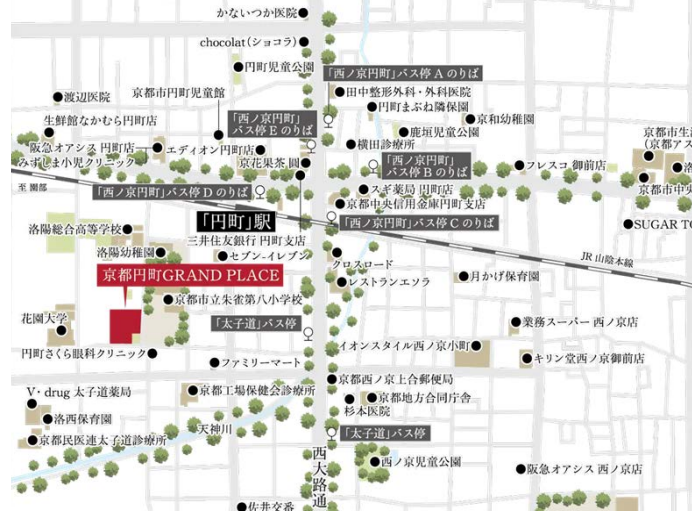 かないつか医院
chocolat(ショコラ)
円町児童公園
「西ノ京円町」バス停 A のりば
田中整形外科・外科医院
渡辺医院
京都市円町児童館
「西ノ京円町」
バス停 E のりば
円町まぶね隣保園
京和幼稚園
生鮮館なかむら円町店
鹿垣児童公園
阪急オアシス 円町店
エディオン円町店
横田診療所
みずしま小児クリニック
京花果茶 圓
「西ノ京円町」
バス停 B のりば
フレスコ 御前店
至 園部
「西ノ京円町」バス停 D のりば
スギ薬局 円町店
京都中央信用金庫円町支店
「円町」駅
「西ノ京円町」バス停 C のりば
SUGAR TO
洛陽総合高等学校
三井住友銀行 円町支店
洛陽幼稚園
セブン-イレブン
クロスロード
JR 山陰本線
京都円町GRAND PLACE
レストランエソラ
月かげ保育園
京都市立朱雀第八小学校
花園大学
「太子道」バス停
業務スーパー 西ノ京店
円町さくら眼科クリニック
ファミリーマート
イオンスタイル西ノ京小町
キリン堂西ノ京御前店
V・drug 太子道薬局
京都工場保健会診療所
京都西ノ京上合郵便局
京都地方合同庁舎
杉本医院
洛西保育園
天神川
「太子道」バス停
京都民医連太子道診療所
西大路通
西ノ京児童公園
阪急オアシス 西ノ京店
佐井交番